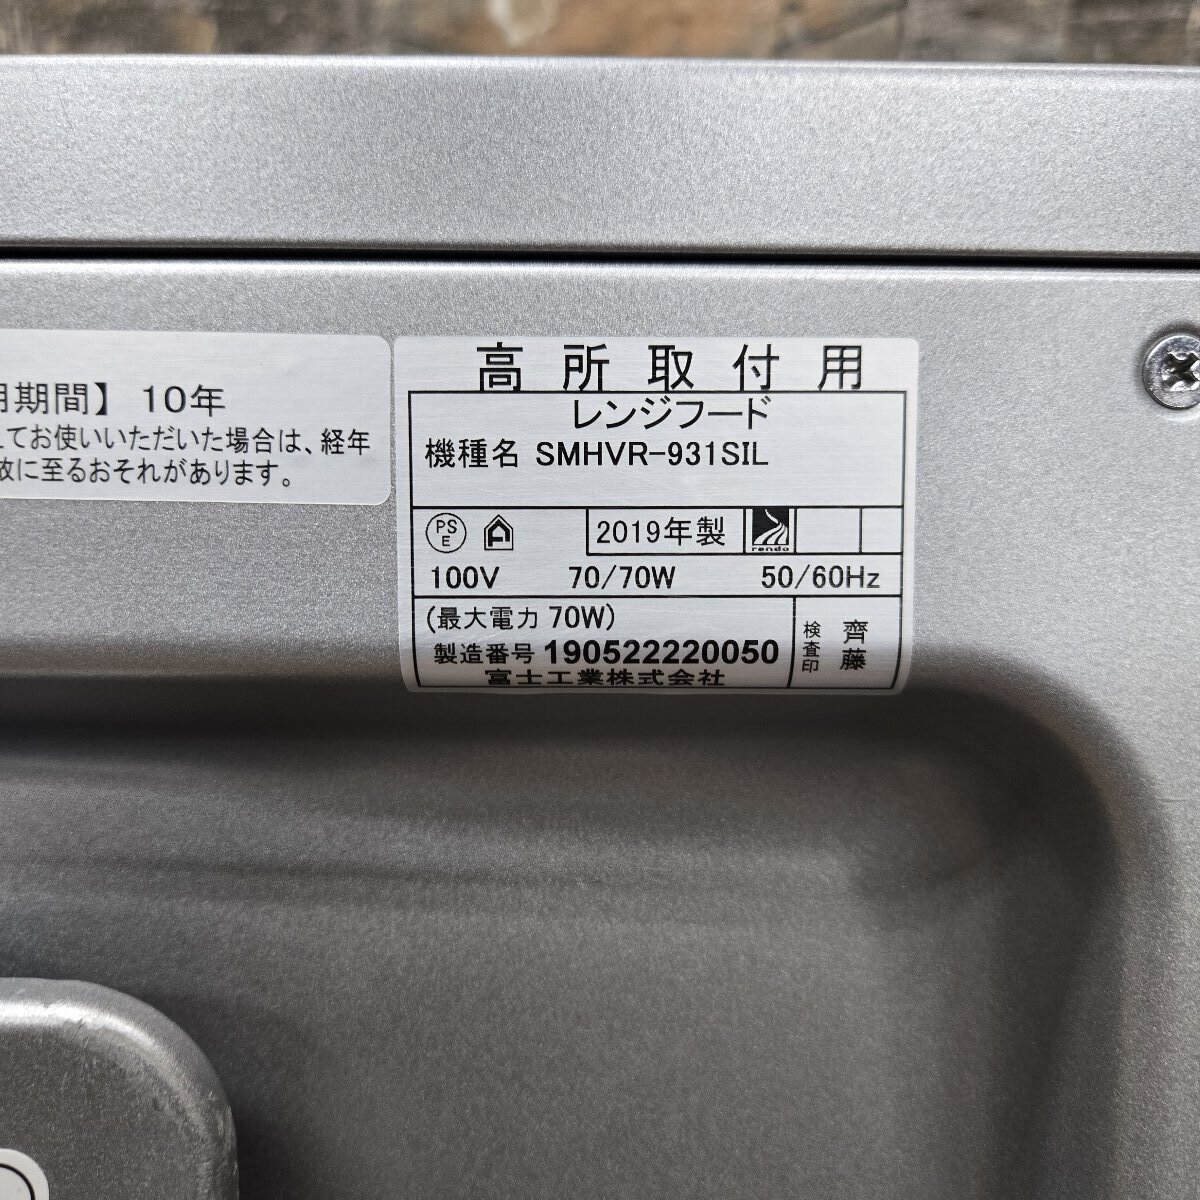 期間】 10年
てお使いいただいた場合は、経年
に至るおそれがあります。
高所取付用
レンジフード
機種名 SMHVR-931SIL
PS
E
2019年製
rendo
100V 70/70W 50/60Hz
(最大電力 70W)
製造番号 190522220050
富士工業株式会社
検査印
齊藤